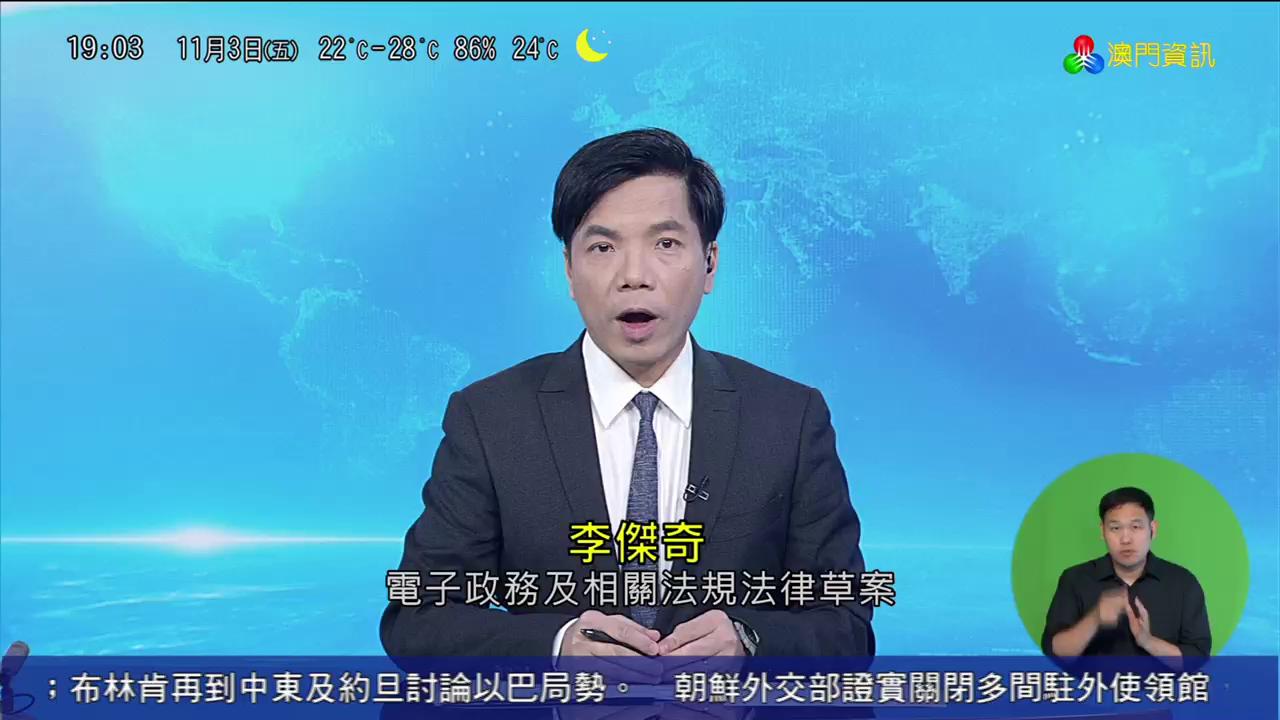 19:03 11月3日(五) 22°C-28°C 86% 24°C
澳門資訊
李傑奇
電子政務及相關法規法律草案
；布林肯再到中東及約旦討論以巴局勢。 朝鮮外交部證實關閉多間駐外使領館